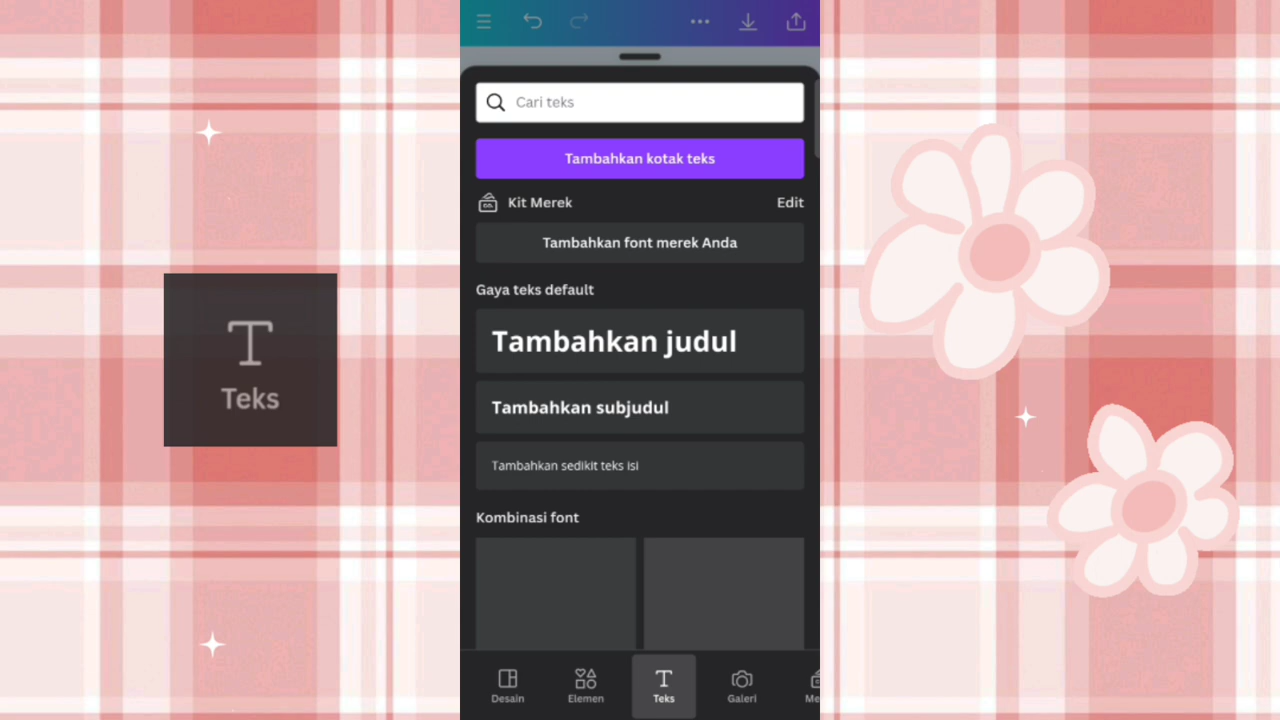 Teks
Cari teks
Tambahkan kotak teks
Kit Merek
Edit
Tambahkan font merek Anda
Gaya teks default
Tambahkan judul
Tambahkan subjudul
Tambahkan sedikit teks isi
Kombinasi font
Desain
Elemen
Teks
Galeri